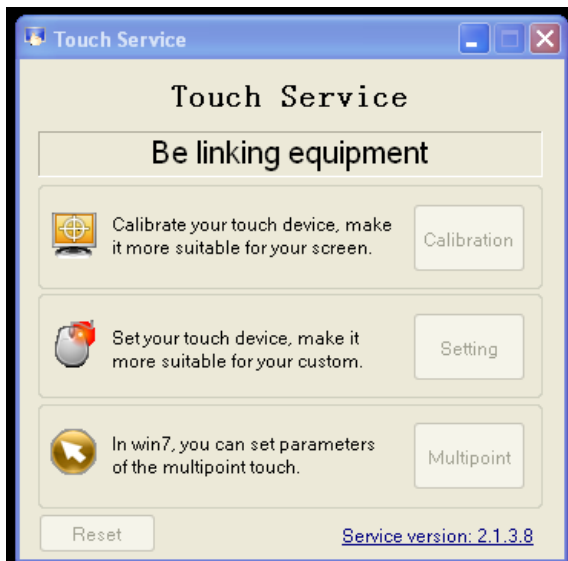 Touch Service
Touch Service
Be linking equipment
Calibrate your touch device, make
it more suitable for your screen.
Calibration
Set your touch device, make it
more suitable for your custom.
Setting
In win7, you can set parameters
of the multipoint touch.
Multipoint
Reset
Service version: 2.1.3.8